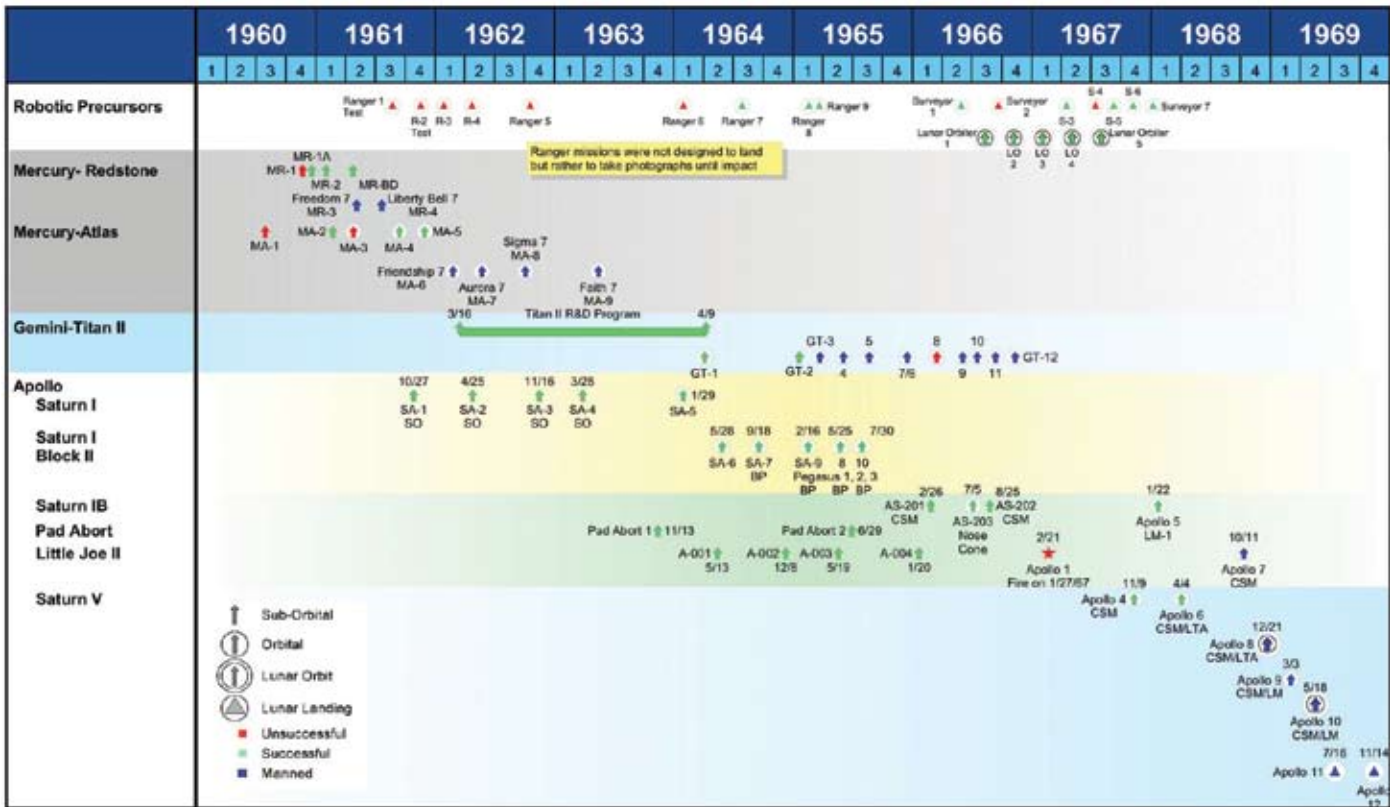 1960 1961 1962 1963 1964 1965 1966 1967 1968 1969
1 2 3 4 1 2 3 4 1 2 3 4 1 2 3 4 1 2 3 4 1 2 3 4 1 2 3 4 1 2 3 4 1 2 3 4 1 2 3 4
Robotic Precursors
Ranger 1
Test
R-2
Test
R-3
R-4
Ranger 5
Ranger 6
Ranger 7
Ranger
8
Ranger 9
Surveyor
1
Surveyor
2
S-3
S-4
S-5
S-6
Surveyor 7
Lunar Orbiter
1
LO
2
LO
3
LO
4
Lunar Orbiter
5
Ranger missions were not designed to land
but rather to take photographs until impact
Mercury- Redstone
MR-1A
MR-1
MR-2
MR-BD
Freedom 7
MR-3
Liberty Bell 7
MR-4
Mercury-Atlas
MA-1
MA-2
MA-3
MA-4
MA-5
Friendship 7
MA-6
Aurora 7
MA-7
Sigma 7
MA-8
Faith 7
MA-9
Gemini-Titan II
3/16 Titan II R&D Program 4/9
GT-1
GT-2
GT-3
4
5
7/6
8
9
10
11
GT-12
Apollo
Saturn I
10/27
SA-1
SO
4/25
SA-2
SO
11/16
SA-3
SO
3/28
SA-4
SO
1/29
SA-5
Saturn I
Block II
5/28
SA-6
9/18
SA-7
BP
2/16 5/25 7/30
SA-9 8 10
Pegasus 1, 2, 3
BP BP BP
Saturn IB
2/26
AS-201
CSM
7/5
AS-203
Nose
Cone
8/25
AS-202
CSM
1/22
Apollo 5
LM-1
Pad Abort
Pad Abort 1 11/13
Pad Abort 2 6/29
Little Joe II
A-001
5/13
A-002
12/8
A-003
5/19
A-004
1/20
2/21
Apollo 1
Fire on 1/27/67
10/11
Apollo 7
CSM
Saturn V
11/9
Apollo 4
CSM
4/4
Apollo 6
CSM/LTA
12/21
Apollo 8
CSM/LTA
3/3
Apollo 9
CSM/LM
5/18
Apollo 10
CSM/LM
7/16
Apollo 11
11/14
Apollo
12
Sub-Orbital
Orbital
Lunar Orbit
Lunar Landing
Unsuccessful
Successful
Manned